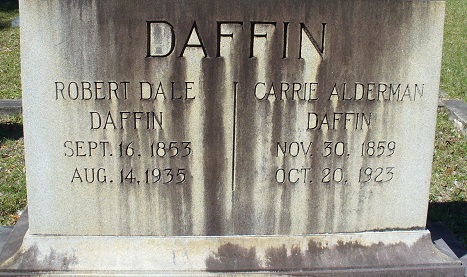 DAFFIN
ROBERT DALE
DAFFIN
SEPT. 16, 1853
AUG. 14, 1935
CARRIE ALDERMAN
DAFFIN
NOV. 30, 1859
OCT. 20, 1923